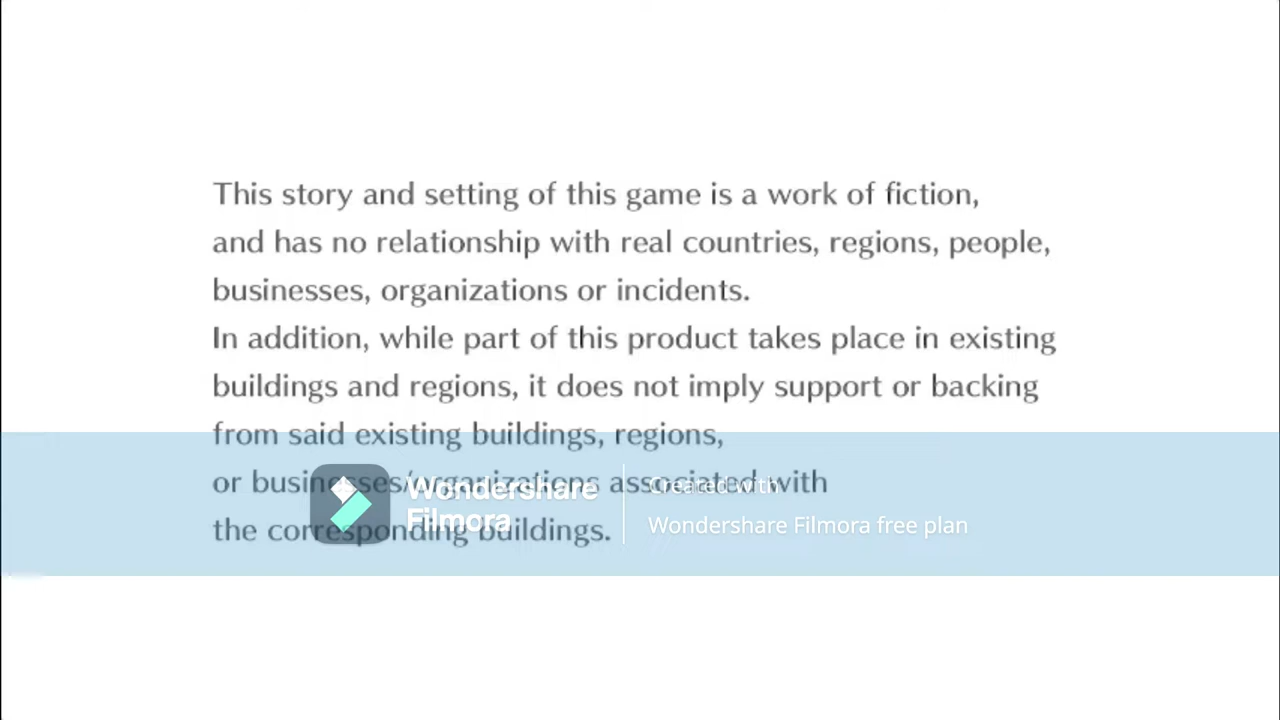 This story and setting of this game is a work of fiction,
and has no relationship with real countries, regions, people,
businesses, organizations or incidents.
In addition, while part of this product takes place in existing
buildings and regions, it does not imply support or backing
from said existing buildings, regions,
or businesses/organizations associated with
the corresponding buildings.
Wondershare
Filmora
Created with
Wondershare Filmora free plan